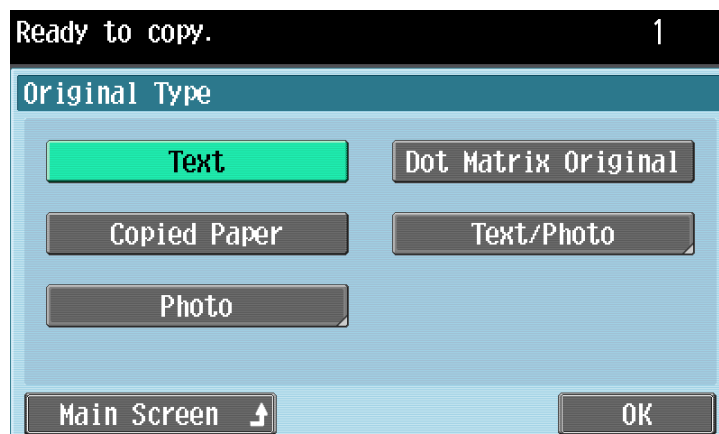 Ready to copy. 1
Original Type
Text Dot Matrix Original
Copied Paper Text/Photo
Photo
Main Screen OK